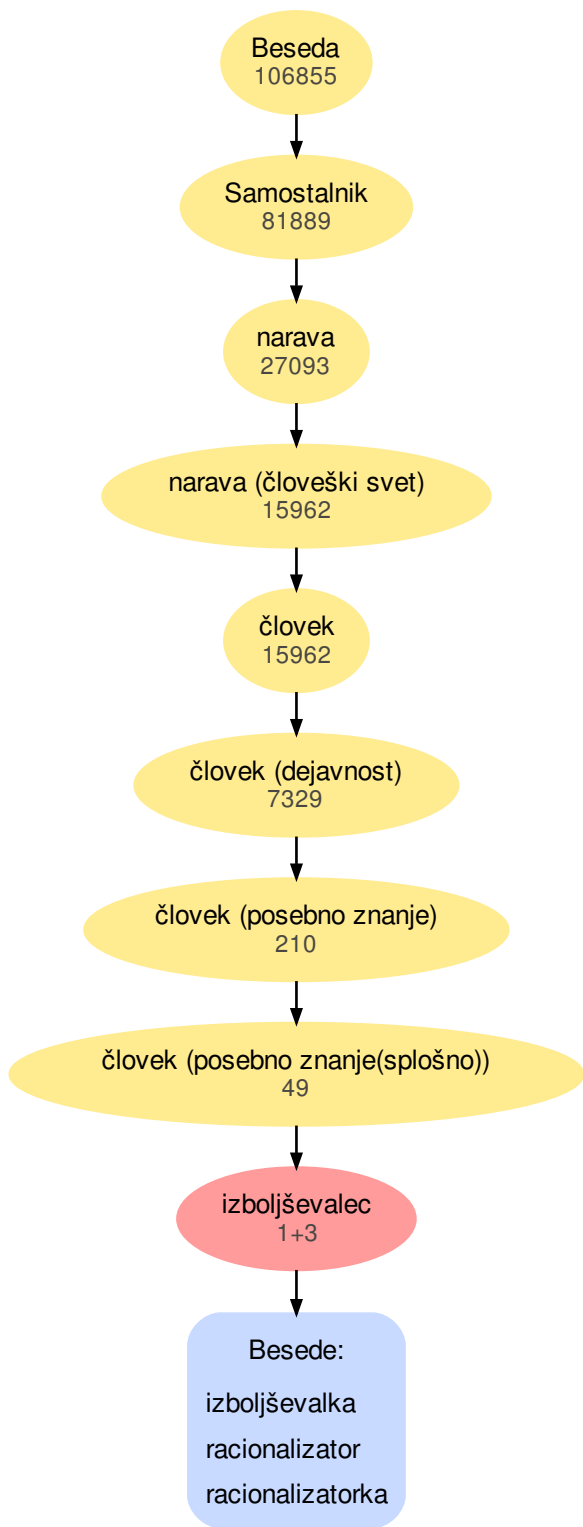 Beseda
106855
Samostalnik
81889
narava
27093
narava (človeški svet)
15962
človek
15962
človek (dejavnost)
7329
človek (posebno znanje)
210
človek (posebno znanje(splošno))
49
izboljševalec
1+3
Besede:
izboljševalka
racionalizator
racionalizatorka